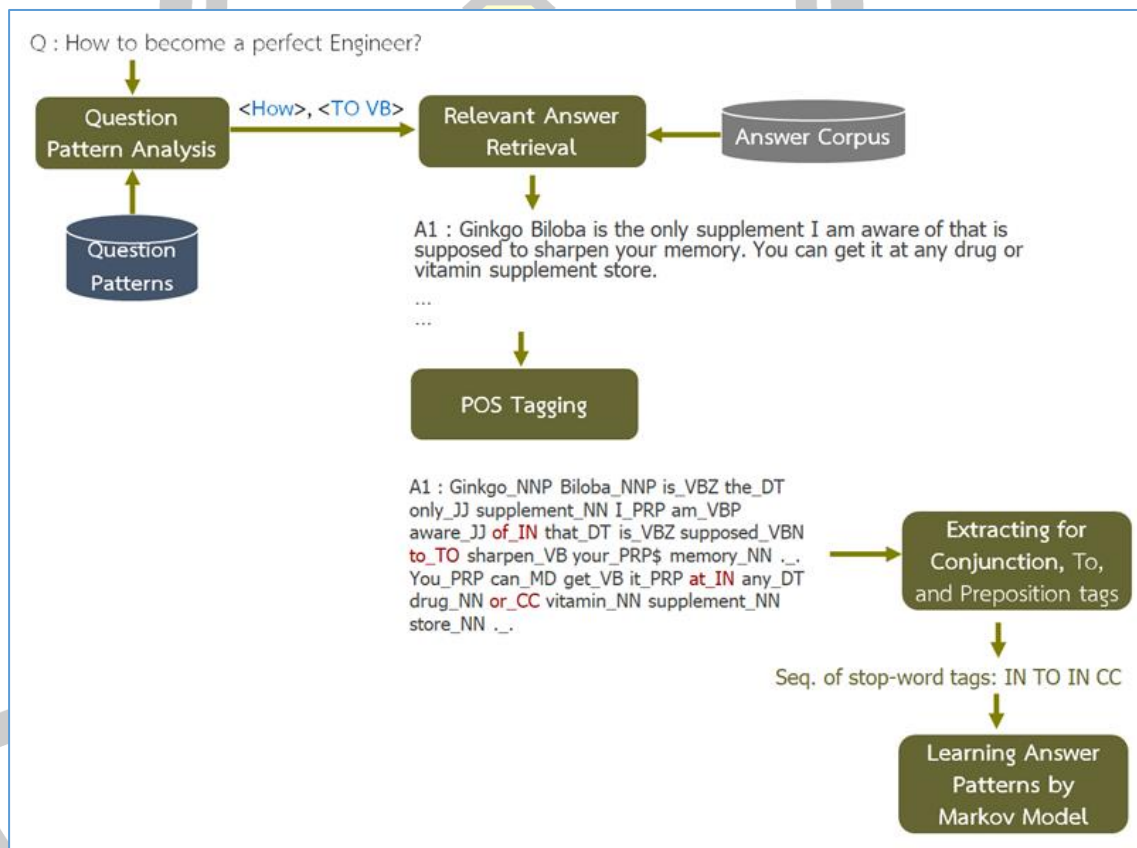 Q : How to become a perfect Engineer?
Question
Pattern Analysis
<How>, <TO VB>
Relevant Answer
Retrieval
Answer Corpus
Question
Patterns
A1 : Ginkgo Biloba is the only supplement I am aware of that is
supposed to sharpen your memory. You can get it at any drug or
vitamin supplement store.
...
...
POS Tagging
A1 : Ginkgo_NNP Biloba_NNP is_VBZ the_DT
only_JJ supplement_NN I_PRP am_VBP
aware_JJ of_IN that_DT is_VBZ supposed_VBN
to_TO sharpen_VB your_PRP$ memory_NN ._.
You_PRP can_MD get_VB it_PRP at_IN any_DT
drug_NN or_CC vitamin_NN supplement_NN
store_NN ._.
Extracting for
Conjunction, To,
and Preposition tags
Seq. of stop-word tags: IN TO IN CC
Learning Answer
Patterns by
Markov Model